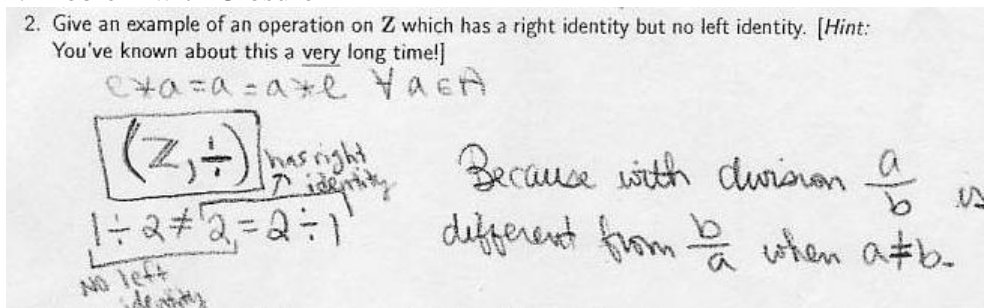 2. Give an example of an operation on Z which has a right identity but no left identity. [Hint:
You've known about this a very long time!]
e*a=a=a*e ∀a∈A
(Z,÷) has right
↑ identity
1÷2≠2=2÷1
No left
identity
Because with division a/b is
different from b/a when a≠b.